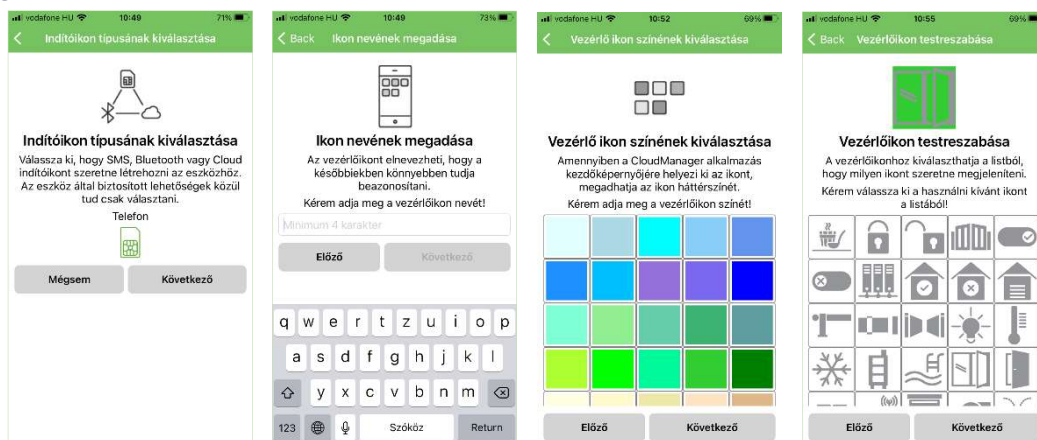 vodafone HU 10:49 71%
Indítóikon típusának kiválasztása
Indítóikon típusának kiválasztása
Válassza ki, hogy SMS, Bluetooth vagy Cloud
indítóikont szeretne létrehozni az eszközhöz.
Az eszköz által biztosított lehetőségek közül
tud csak választani.
Telefon
Mégsem
Következő
vodafone HU 10:49 73%
Back Ikon nevének megadása
Ikon nevének megadása
Az vezérlőikont elnevezheti, hogy a
későbbiekben könnyebben tudja
beazonosítani.
Kérem adja meg a vezérlőikon nevét!
Minimum 4 karakter
Előző
Következő
q w e r t z u i o p
a s d f g h j k l
y x c v b n m
123 Szóköz Return
vodafone HU 10:52 69%
Vezérlő ikon színének kiválasztása
Vezérlő ikon színének kiválasztása
Amennyiben a CloudManager alkalmazás
kezdőképernyőjére helyezi ki az ikont,
megadhatja az ikon háttérszínét.
Kérem adja meg a vezérlőikon színét!
Előző
Következő
vodafone HU 10:55 69%
Back Vezérlőikon testreszabása
Vezérlőikon testreszabása
A vezérlőikonhoz kiválaszthatja a listból,
hogy milyen ikont szeretne megjeleníteni.
Kérem válassza ki a használni kívánt ikont
a listából!
Előző
Következő